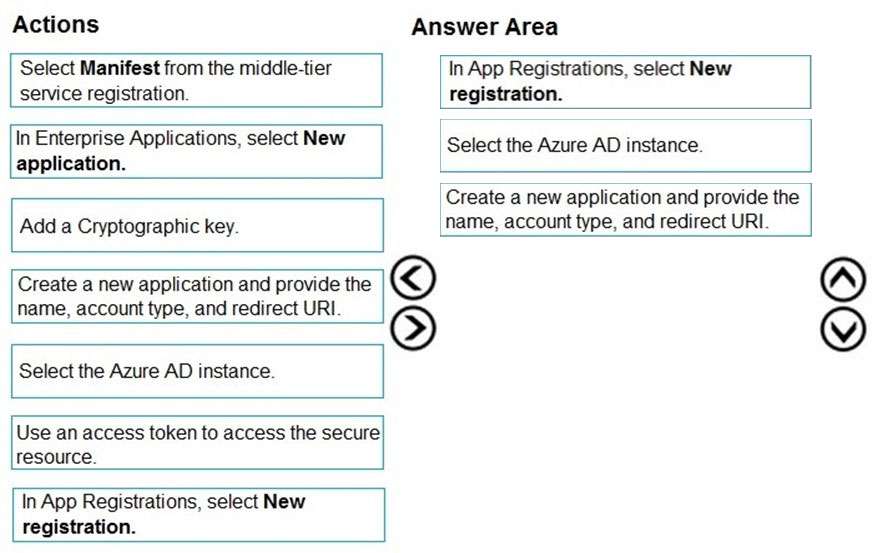 Actions
Select Manifest from the middle-tier
service registration.
In Enterprise Applications, select New
application.
Add a Cryptographic key.
Create a new application and provide the
name, account type, and redirect URI.
Select the Azure AD instance.
Use an access token to access the secure
resource.
In App Registrations, select New
registration.
Answer Area
In App Registrations, select New
registration.
Select the Azure AD instance.
Create a new application and provide the
name, account type, and redirect URI.